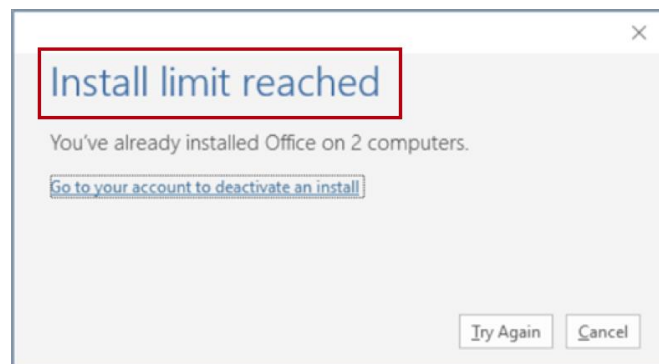 Install limit reached
You've already installed Office on 2 computers.
Go to your account to deactivate an install
Try Again Cancel